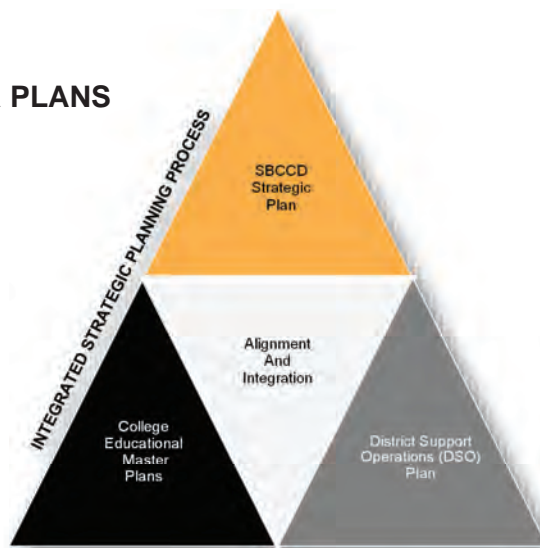 PLANS
INTEGRATED STRATEGIC PLANNING PROCESS
SBCCD
Strategic
Plan
Alignment
And
Integration
College
Educational
Master
Plans
District Support
Operations (DSO)
Plan